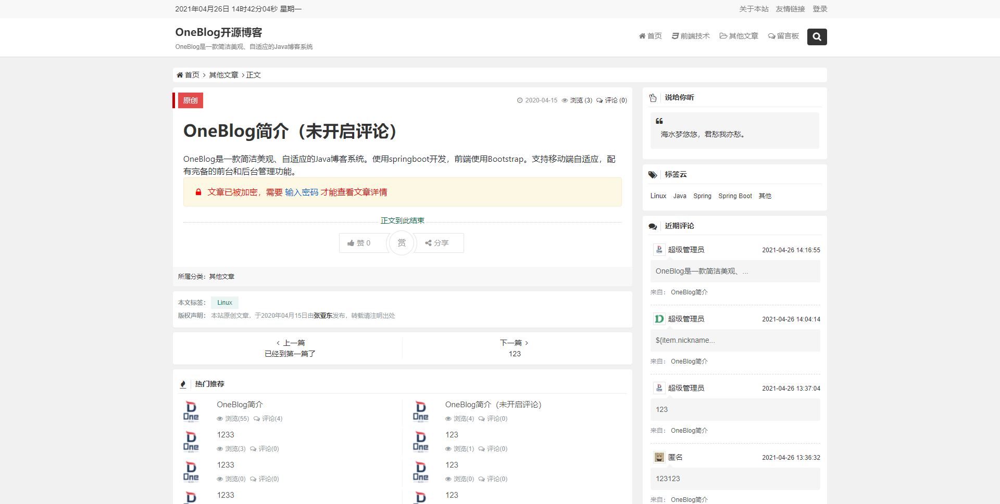 2021年04月26日 14时42分04秒 星期一
关于本站 友情链接 登录
OneBlog开源博客
OneBlog是一款简洁美观、自适应的Java博客系统
首页 前端技术 其他文章 留言板
首页 > 其他文章 > 正文
原创
2020-04-15 浏览 (3) 评论 (0)
OneBlog简介（未开启评论）
OneBlog是一款简洁美观、自适应的Java博客系统。使用springboot开发，前端使用Bootstrap。支持移动端自适应，配
有完备的前台和后台管理功能。
文章已被加密，需要 输入密码 才能查看文章详情
正文到此结束
赞 0 赏 分享
所属分类：其他文章
本文标签： Linux
版权声明： 本站原创文章，于2020年04月15日由张亚东发布，转载请注明出处
< 上一篇
已经到第一篇了
下一篇 >
123
热门推荐
OneBlog简介
浏览(55) 评论(4)
OneBlog简介（未开启评论）
浏览(4) 评论(0)
1233
浏览(3) 评论(0)
123
浏览(1) 评论(0)
1233
浏览(0) 评论(0)
123
浏览(0) 评论(0)
1233
123
D One
D One
D One
D One
D One
D One
说给你听
海水梦悠悠，君愁我亦愁。
标签云
Linux Java Spring Spring Boot 其他
近期评论
超级管理员 2021-04-26 14:16:55
OneBlog是一款简洁美观、...
来自： OneBlog简介
超级管理员 2021-04-26 14:04:14
${item.nickname...
来自： OneBlog简介
超级管理员 2021-04-26 13:37:04
123
来自： OneBlog简介
匿名 2021-04-26 13:36:32
123123
来自： OneBlog简介